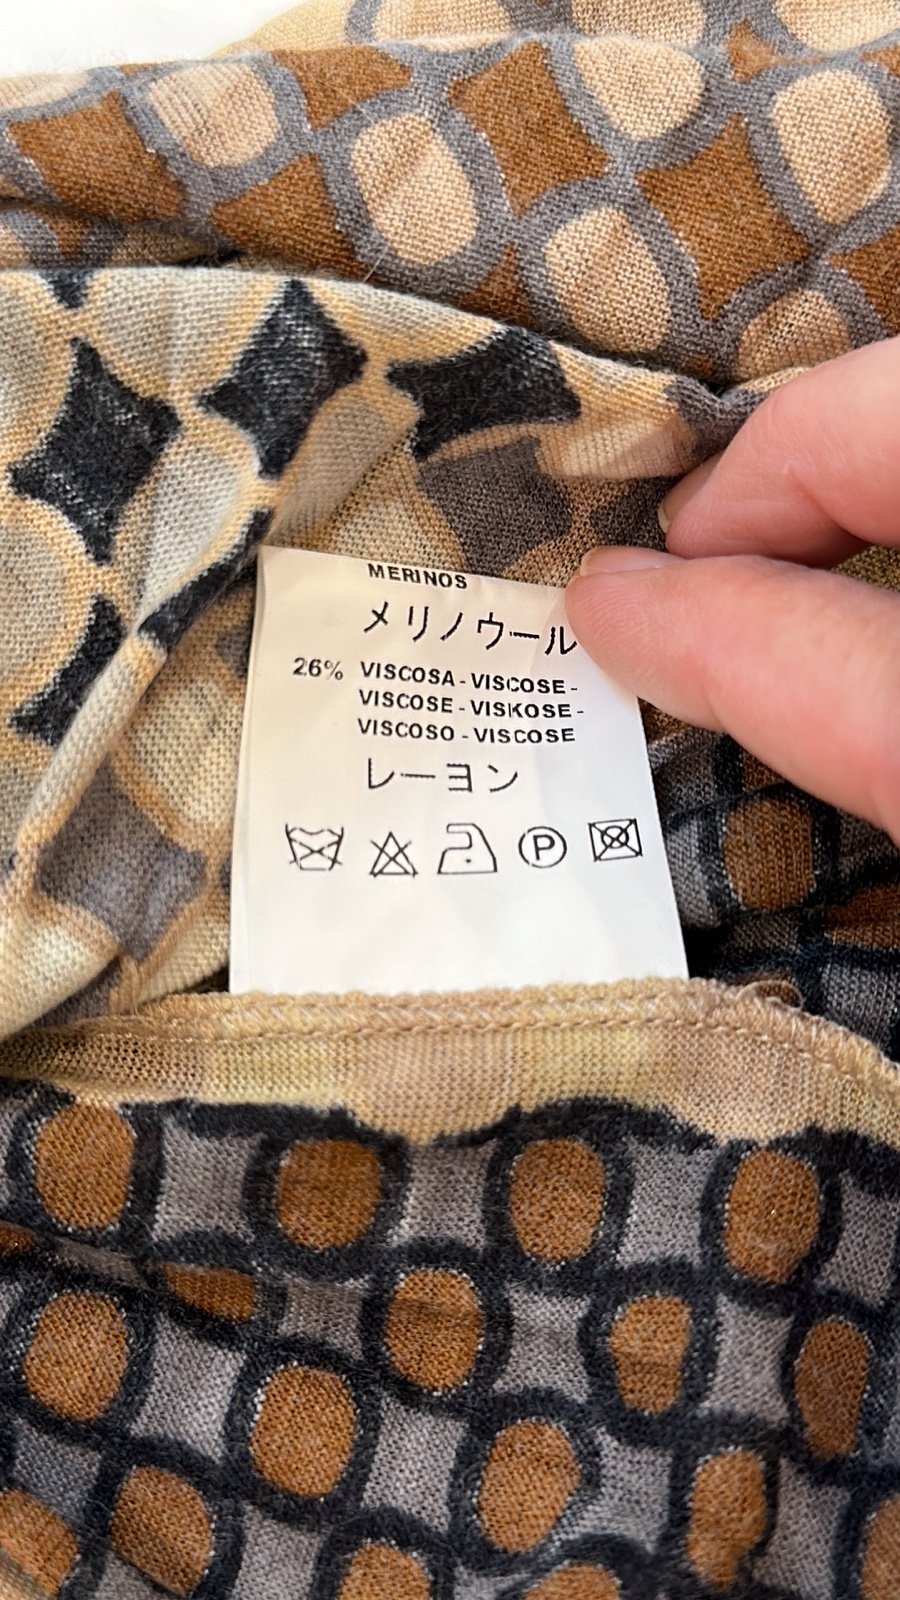 MERINOS
メリノウール
26% VISCOSA - VISCOSE -
VISCOSE - VISKOSE -
VISCOSO - VISCOSE
レーヨン
P